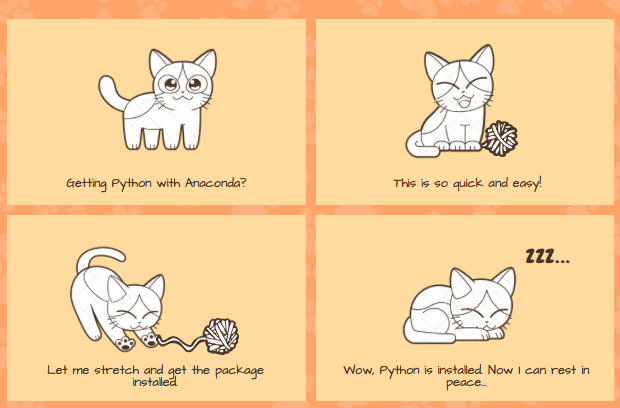 Getting Python with Anaconda?
This is so quick and easy!
Let me stretch and get the package
installed.
zzz...
Wow, Python is installed. Now I can rest in
peace...